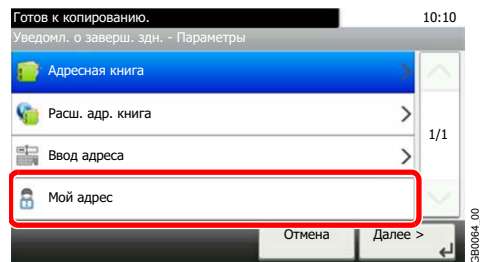 Готов к копированию. 10:10
Уведомл. о заверш. здн. - Параметры
Адресная книга
Расш. адр. книга
1/1
Ввод адреса
Мой адрес
Отмена Далее >
GB0064_00